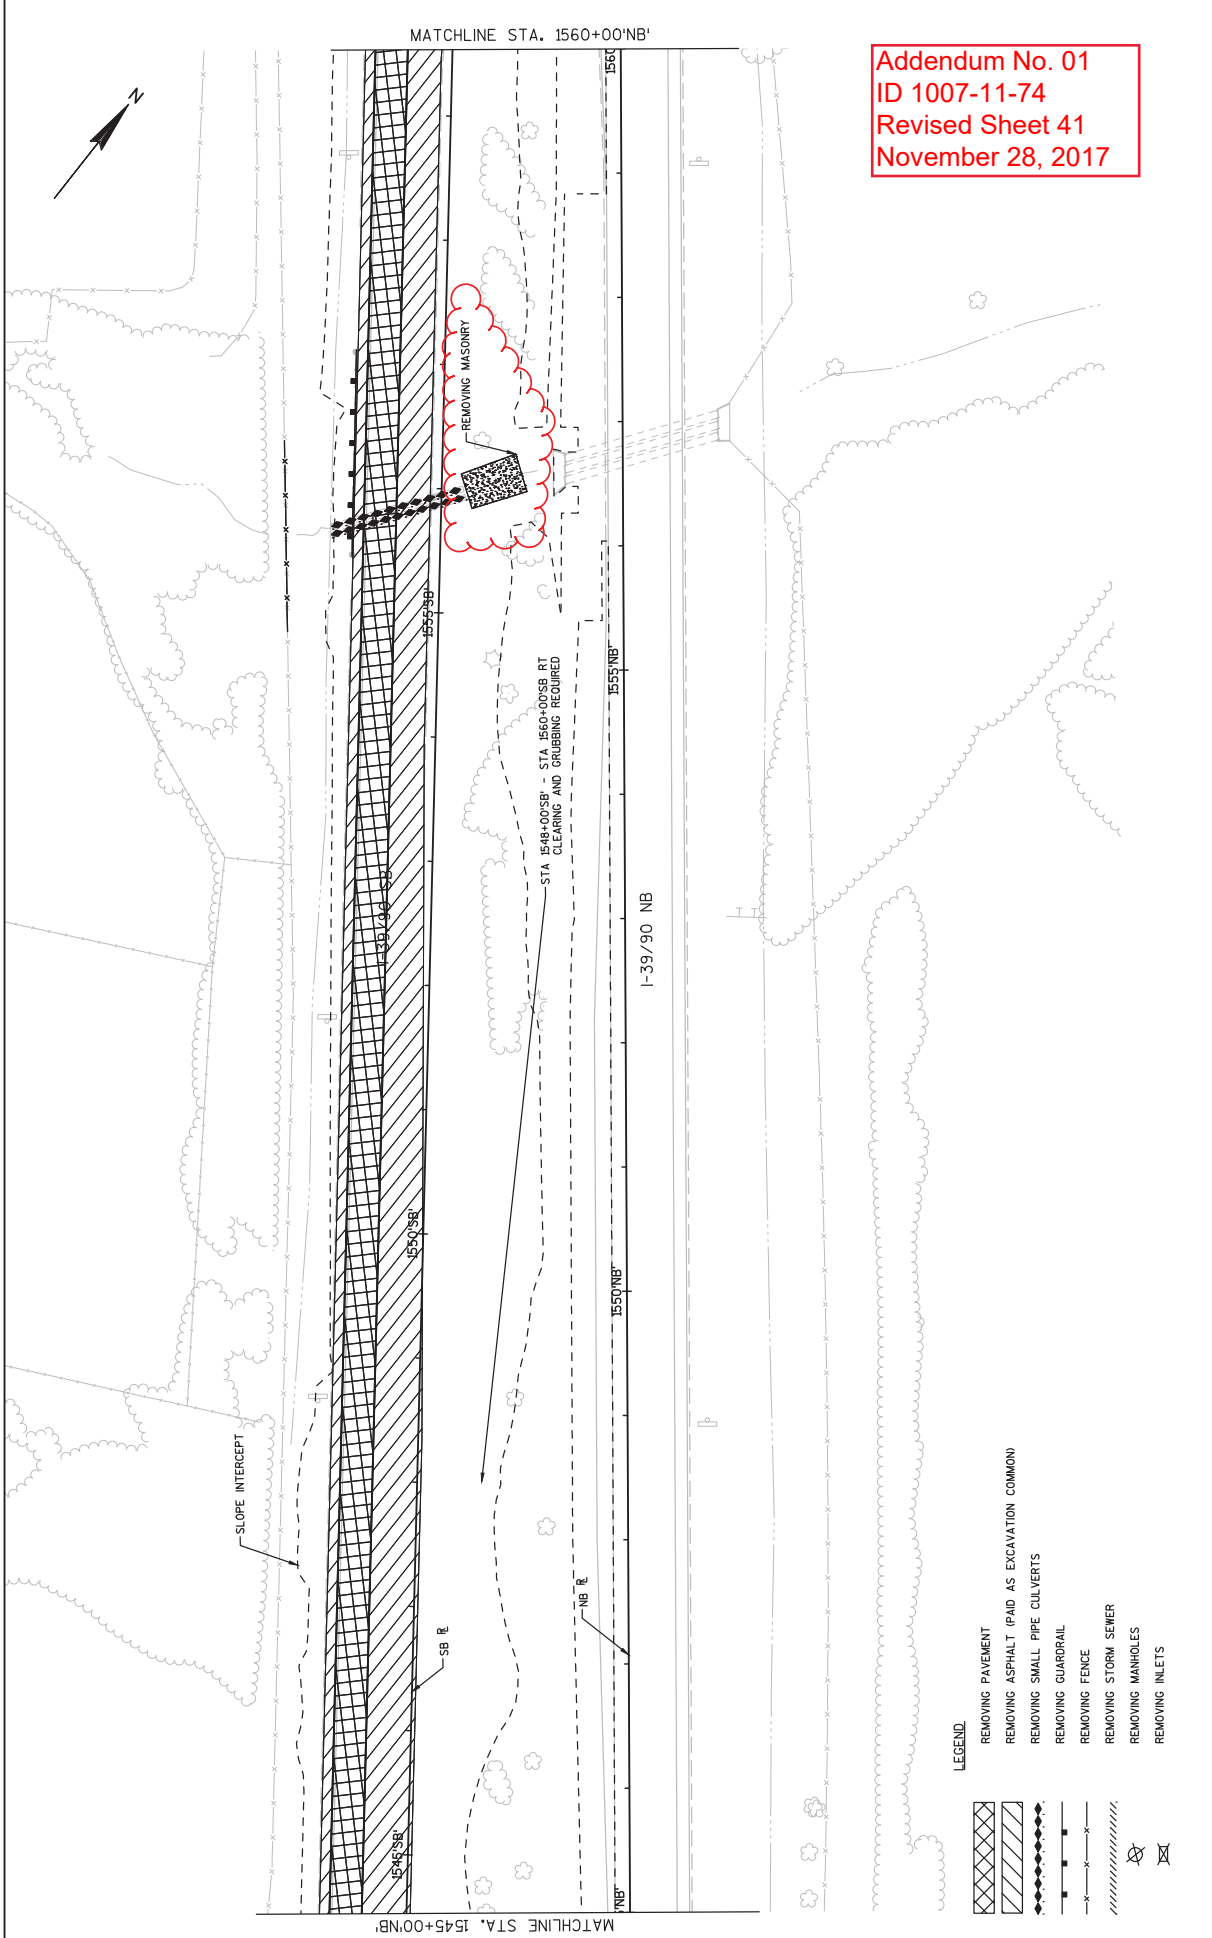 MATCHLINE STA. 1560+00'NB'
Addendum No. 01
ID 1007-11-74
Revised Sheet 41
November 28, 2017
N
1560
REMOVING MASONRY
1555'SB'
1555'NB'
STA 1548+00'SB' - STA 1560+00'SB RT
CLEARING AND GRUBBING REQUIRED
I-39/90 SB
I-39/90 NB
1550'SB'
1550'NB'
SLOPE INTERCEPT
SB RL
NB RL
1545'SB'
'NB'
MATCHLINE STA. 1545+00'NB'
LEGEND
REMOVING PAVEMENT
REMOVING ASPHALT (PAID AS EXCAVATION COMMON)
REMOVING SMALL PIPE CULVERTS
REMOVING GUARDRAIL
REMOVING FENCE
REMOVING STORM SEWER
REMOVING MANHOLES
REMOVING INLETS